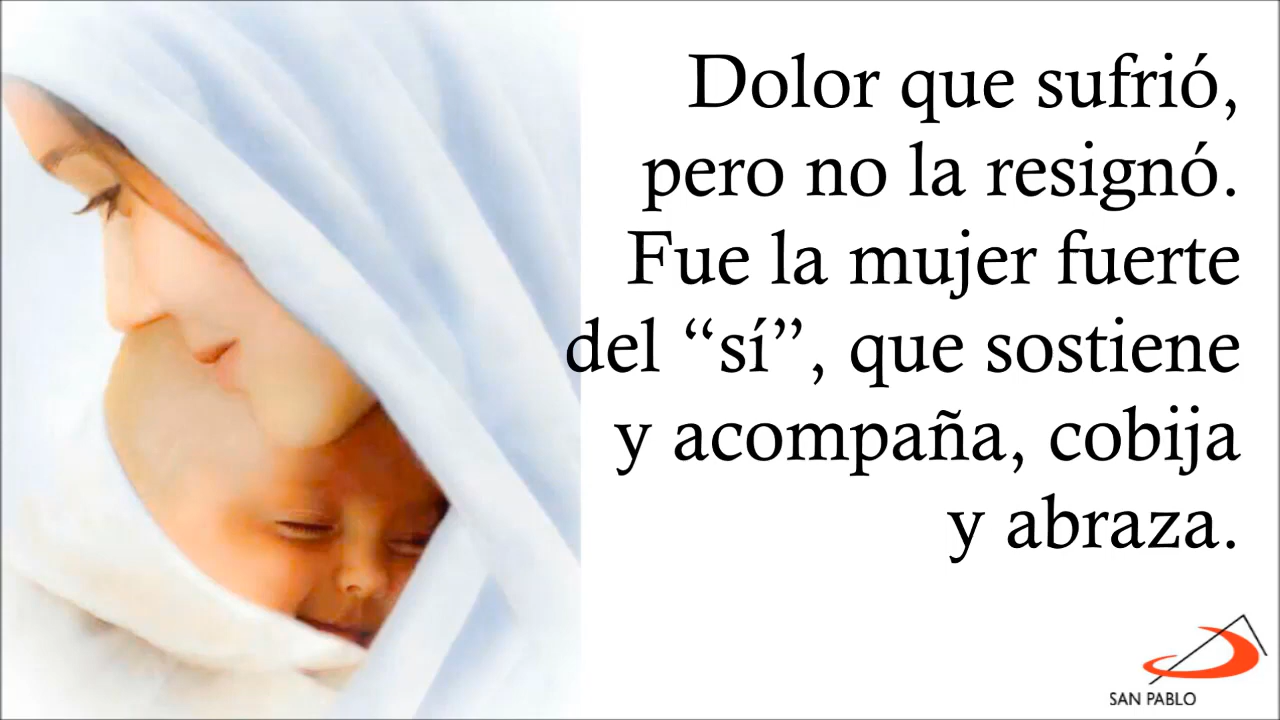 Dolor que sufrió,
pero no la resignó.
Fue la mujer fuerte
del “sí”, que sostiene
y acompaña, cobija
y abraza.
SAN PABLO